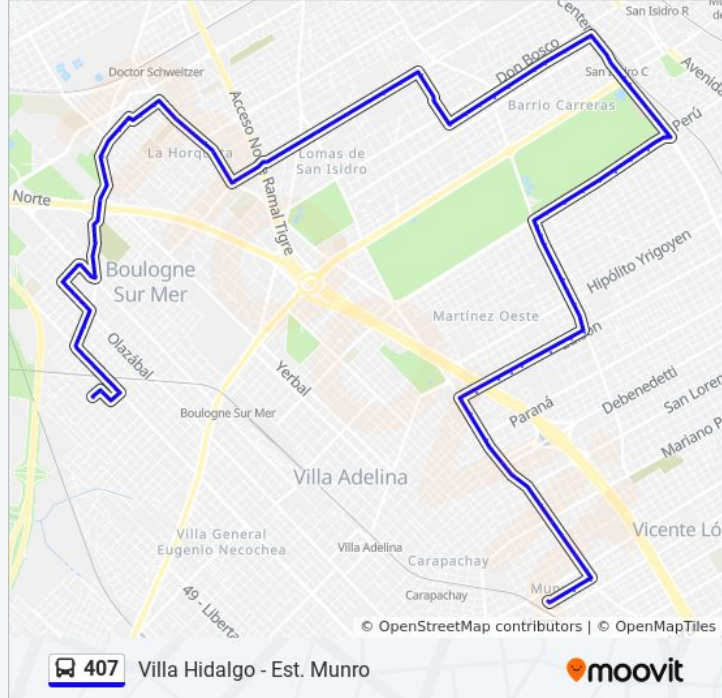 San Isidro R
Centen
Don Bosco
San Isidro C
Avenida
Doctor Schweitzer
Barrio Carreras
Perú
Acceso Norte Ramal Tigre
La Horqueta
Lomas de
San Isidro
Norte
Hipólito Yrigoyen
Boulogne
Sur Mer
Martínez Oeste
Edison
Olazábal
Yerbal
Debenedetti
San Loren
Paraná
Boulogne Sur Mer
Mariano P
Villa Adelina
Vicente Ló
Villa General
Eugenio Necochea
Villa Adelina
Carapachay
Munro
Carapachay
49 - Liberta
© OpenStreetMap contributors | © OpenMapTiles
407 Villa Hidalgo - Est. Munro
moovit